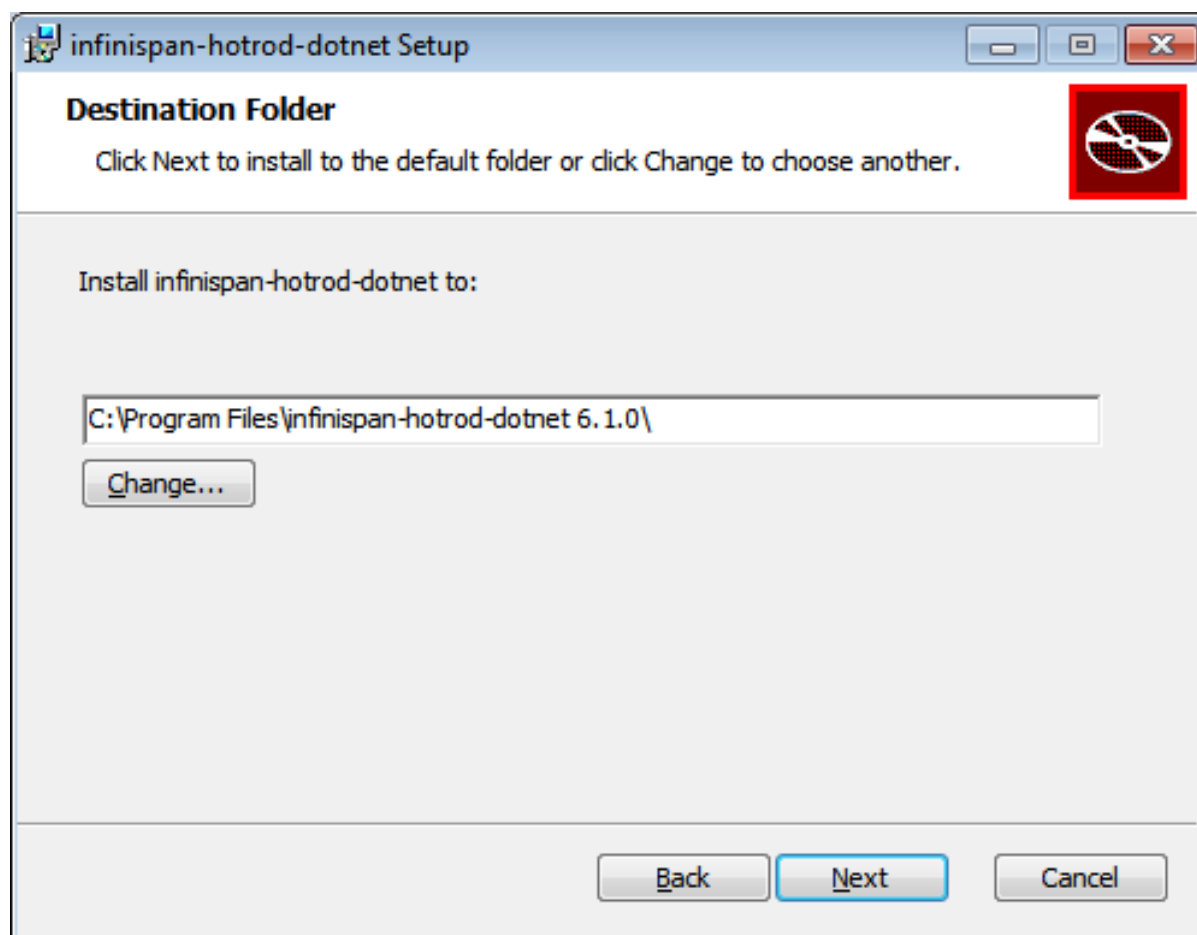 infinispan-hotrod-dotnet Setup
Destination Folder
Click Next to install to the default folder or click Change to choose another.
Install infinispan-hotrod-dotnet to:
C:\Program Files\infinispan-hotrod-dotnet 6.1.0\
Change...
Back Next Cancel